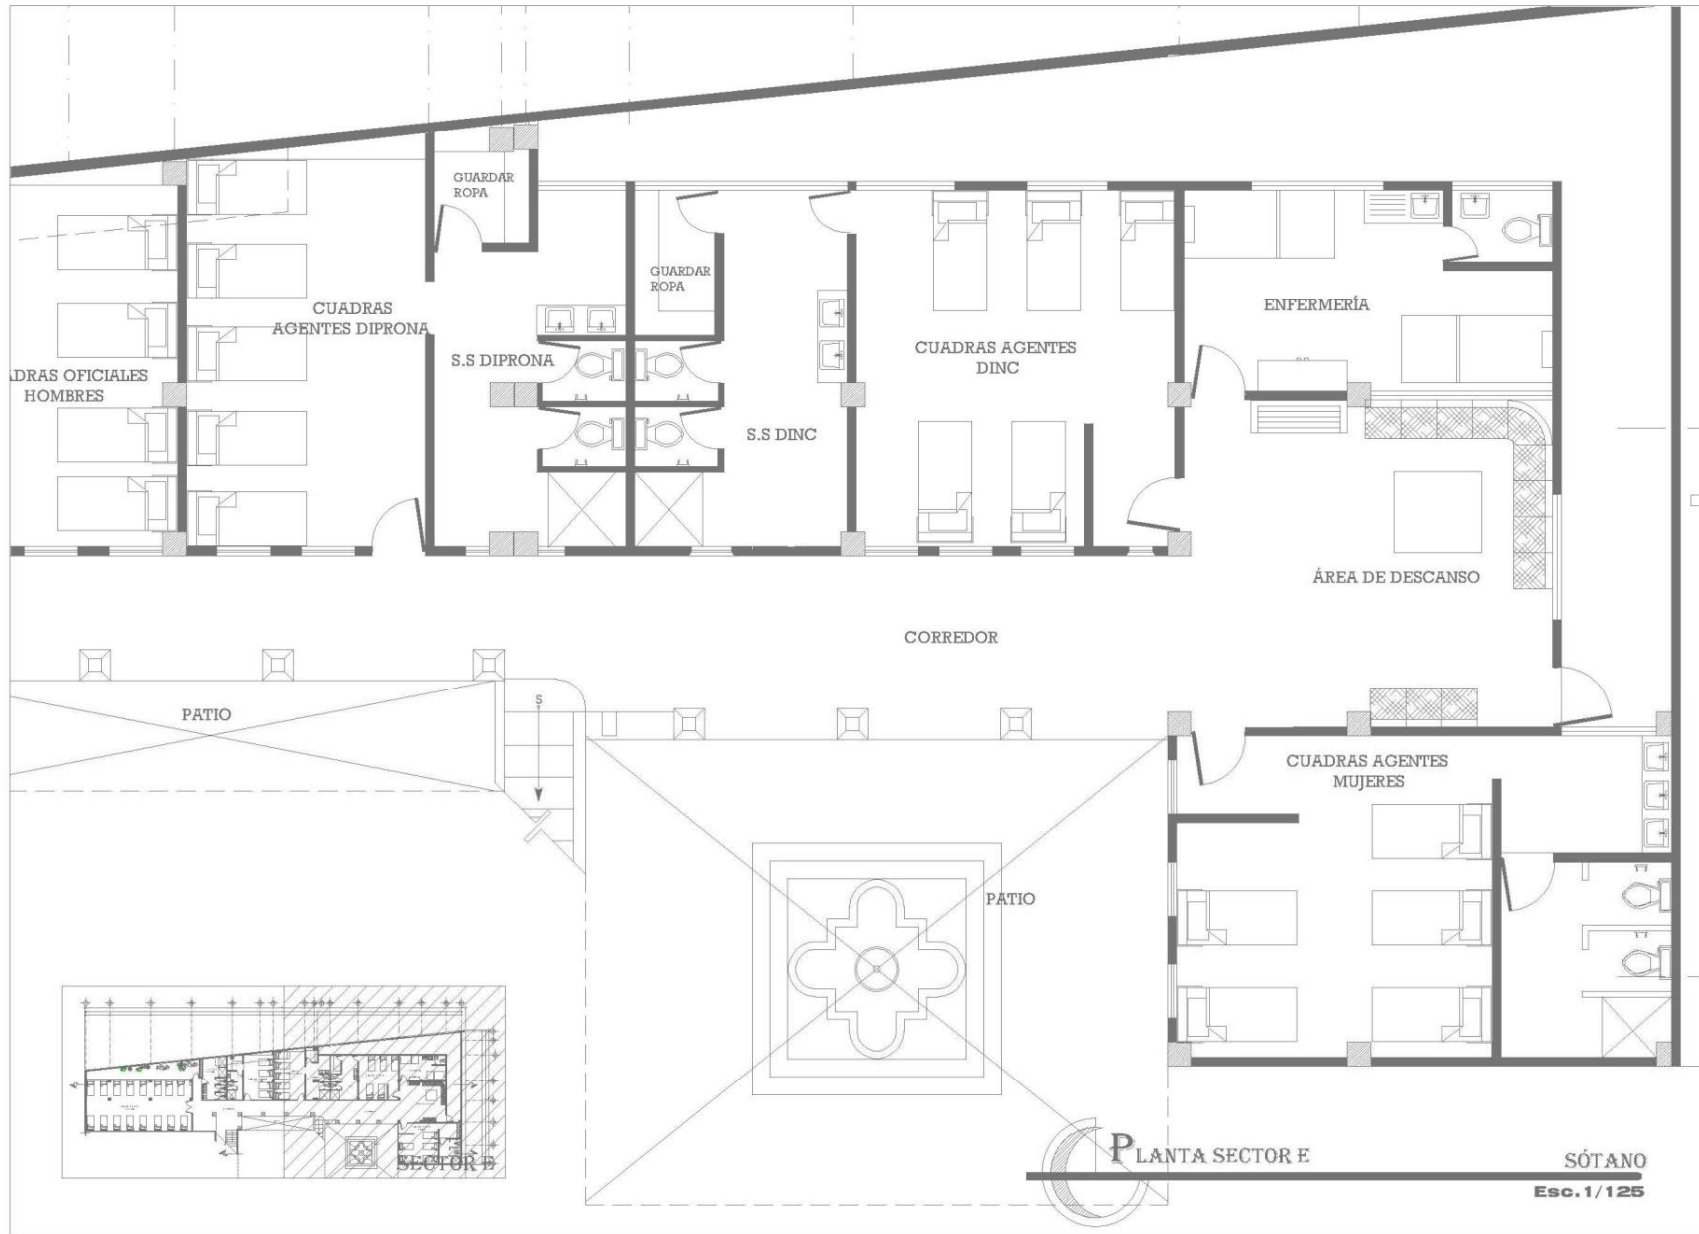 GUARDAR
ROPA
CUADRAS
AGENTES DIPRONA
GUARDAR
ROPA
ENFERMERÍA
S.S DIPRONA
CUADRAS AGENTES
DINC
ADRAS OFICIALES
HOMBRES
S.S DINC
ÁREA DE DESCANSO
CORREDOR
S
PATIO
CUADRAS AGENTES
MUJERES
PATIO
SECTOR E
PLANTA SECTOR E
SÓTANO
Esc.1/125